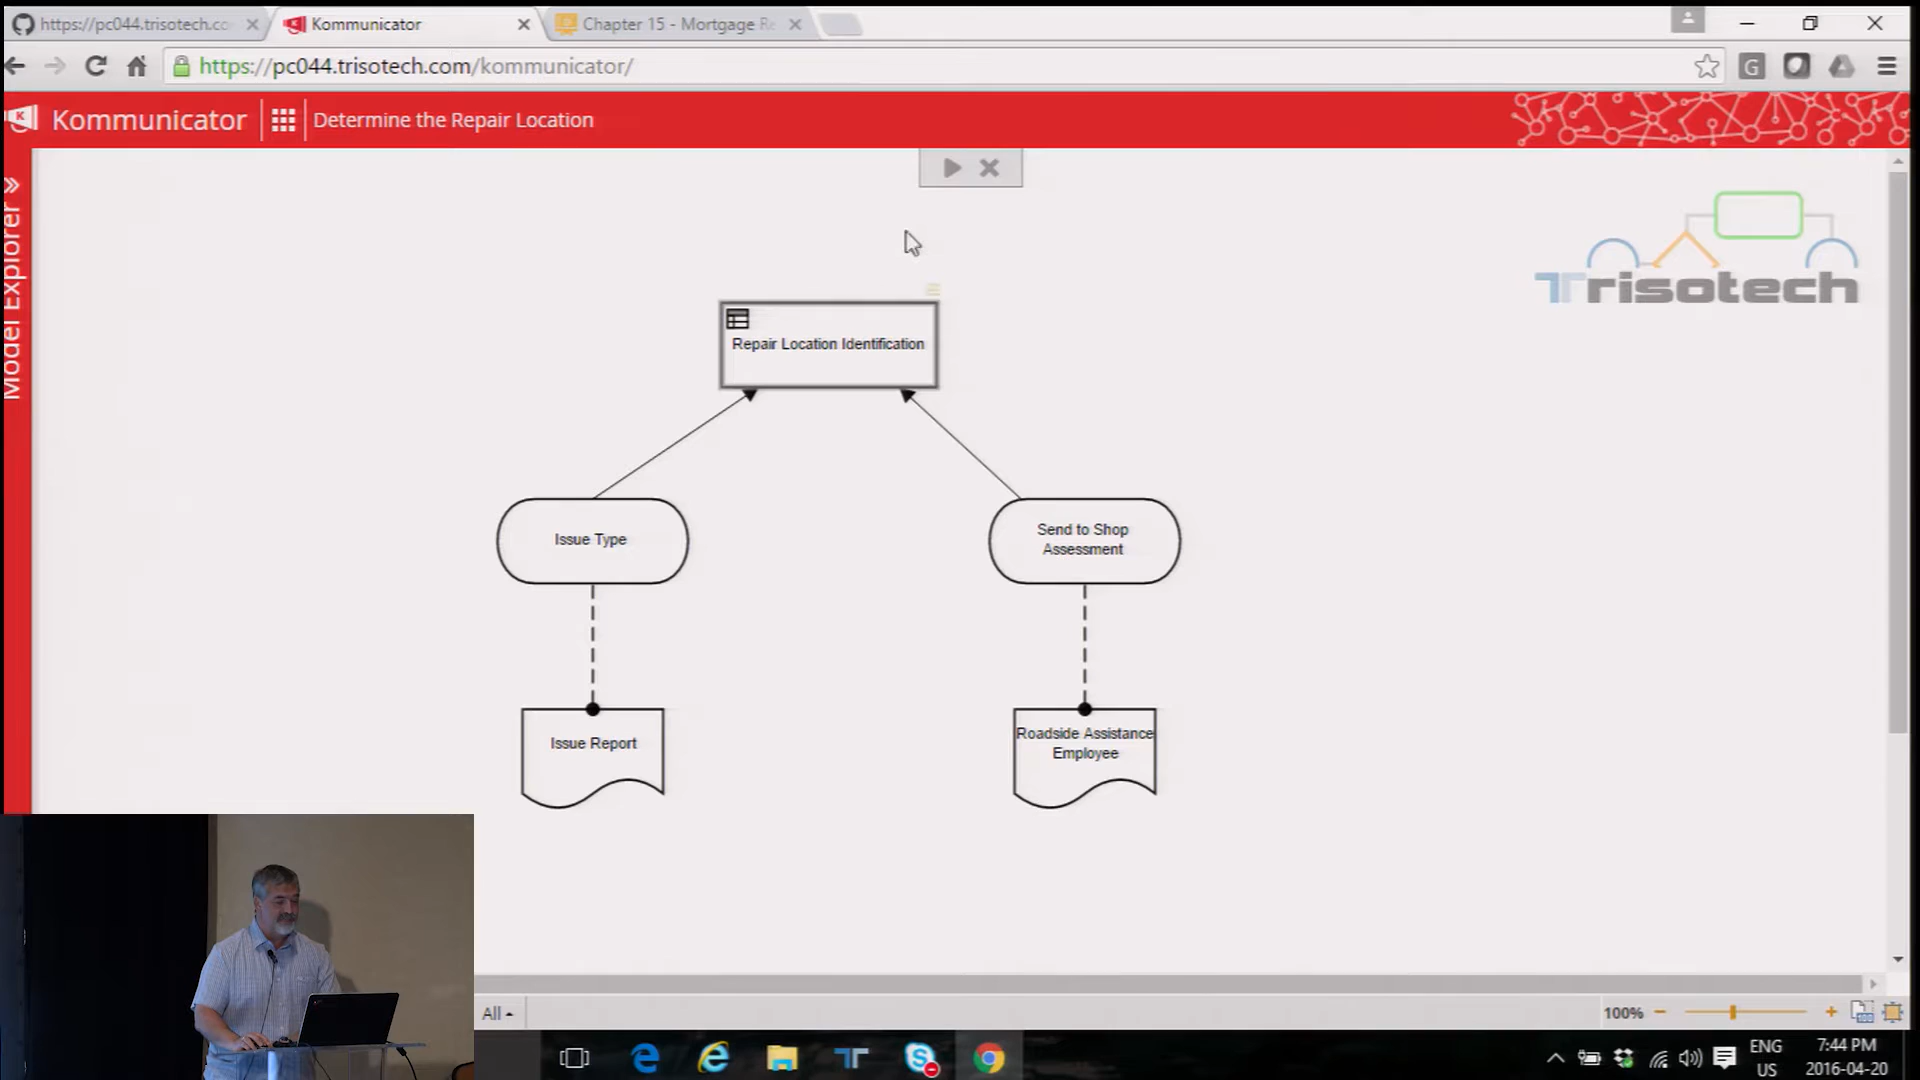 https://pc044.trisotech.co
Kommunicator
Chapter 15 - Mortgage Re
https://pc044.trisotech.com/kommunicator/
G
K
Kommunicator
Determine the Repair Location
Model Explorer
Trisotech
Repair Location Identification
Issue Type
Send to Shop
Assessment
Issue Report
Roadside Assistance
Employee
All
100%
ENG
US
7:44 PM
2016-04-20